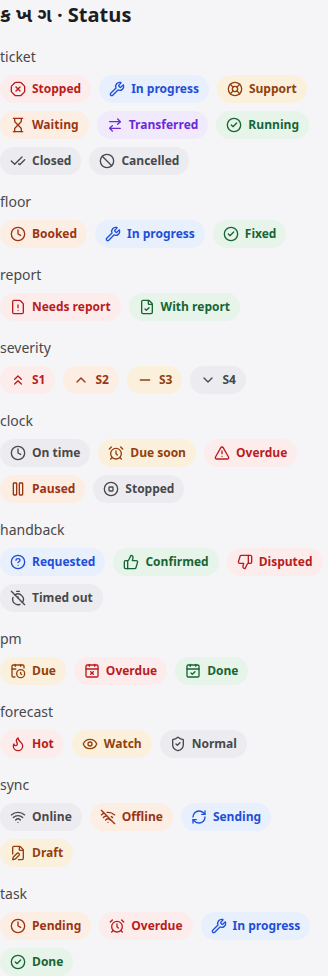 ક ખ ગ · Status
ticket
Stopped In progress Support
Waiting Transferred Running
Closed Cancelled
floor
Booked In progress Fixed
report
Needs report With report
severity
S1 S2 S3 S4
clock
On time Due soon Overdue
Paused Stopped
handback
Requested Confirmed Disputed
Timed out
pm
Due Overdue Done
forecast
Hot Watch Normal
sync
Online Offline Sending
Draft
task
Pending Overdue In progress
Done